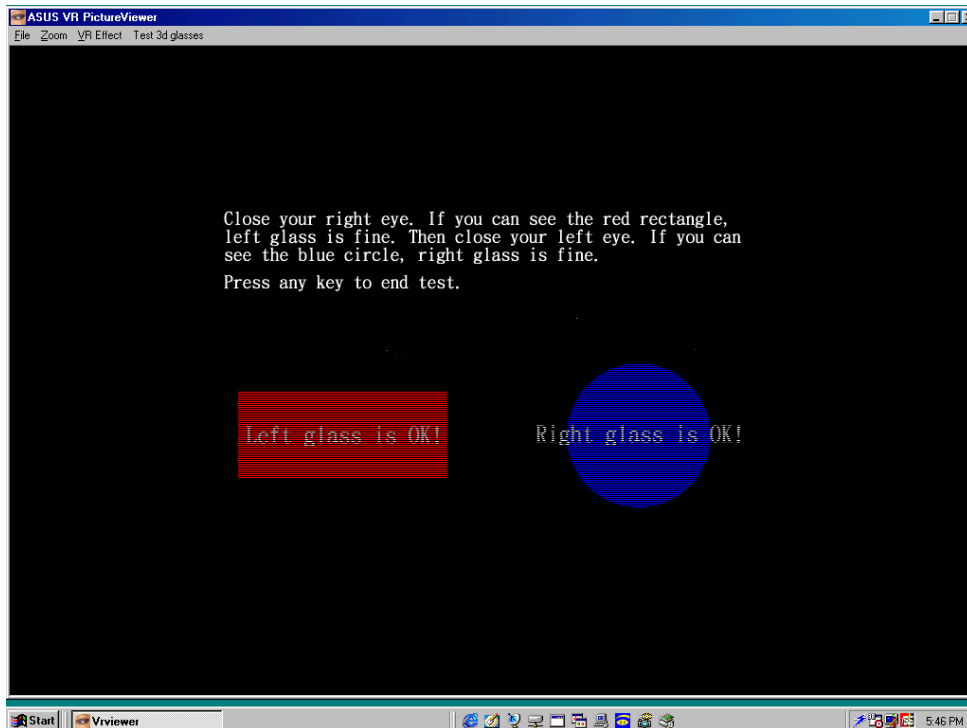 ASUS VR PictureViewer
File Zoom VR Effect Test 3d glasses
Close your right eye. If you can see the red rectangle,
left glass is fine. Then close your left eye. If you can
see the blue circle, right glass is fine.
Press any key to end test.
Left glass is OK! Right glass is OK!
Start Vrviewer 5:46 PM